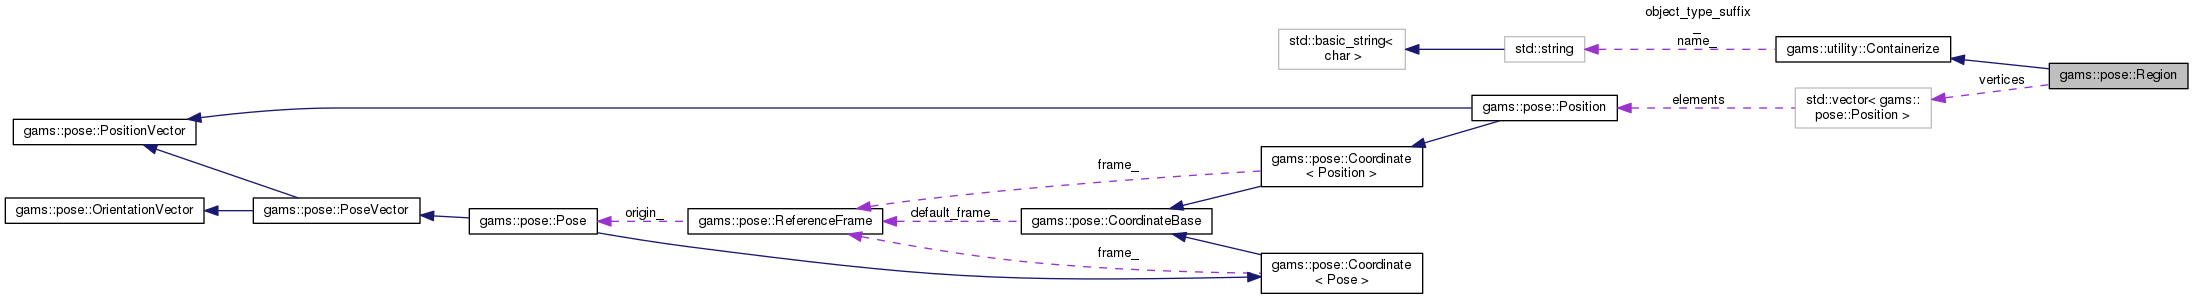 object_type_suffix
_
name_
std::basic_string<
char >
std::string
gams::utility::Containerize
gams::pose::Region
vertices
std::vector< gams::
pose::Position >
elements
gams::pose::Position
gams::pose::PositionVector
gams::pose::Coordinate
< Position >
frame_
gams::pose::OrientationVector
gams::pose::PoseVector
gams::pose::Pose
origin_
gams::pose::ReferenceFrame
default_frame_
gams::pose::CoordinateBase
frame_
gams::pose::Coordinate
< Pose >